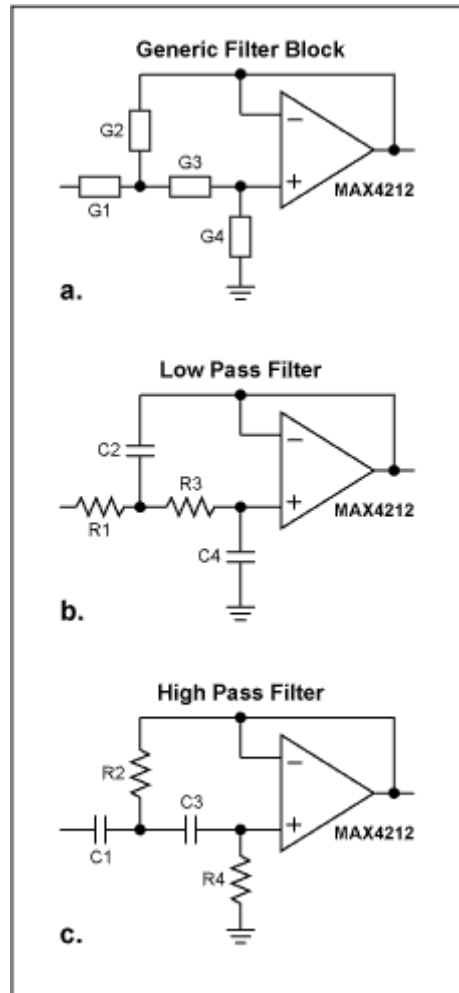 Generic Filter Block
G2
G3
−
+
G1
MAX4212
G4
a.
Low Pass Filter
C2
R3
−
+
R1
MAX4212
C4
b.
High Pass Filter
R2
C3
−
+
C1
MAX4212
R4
c.